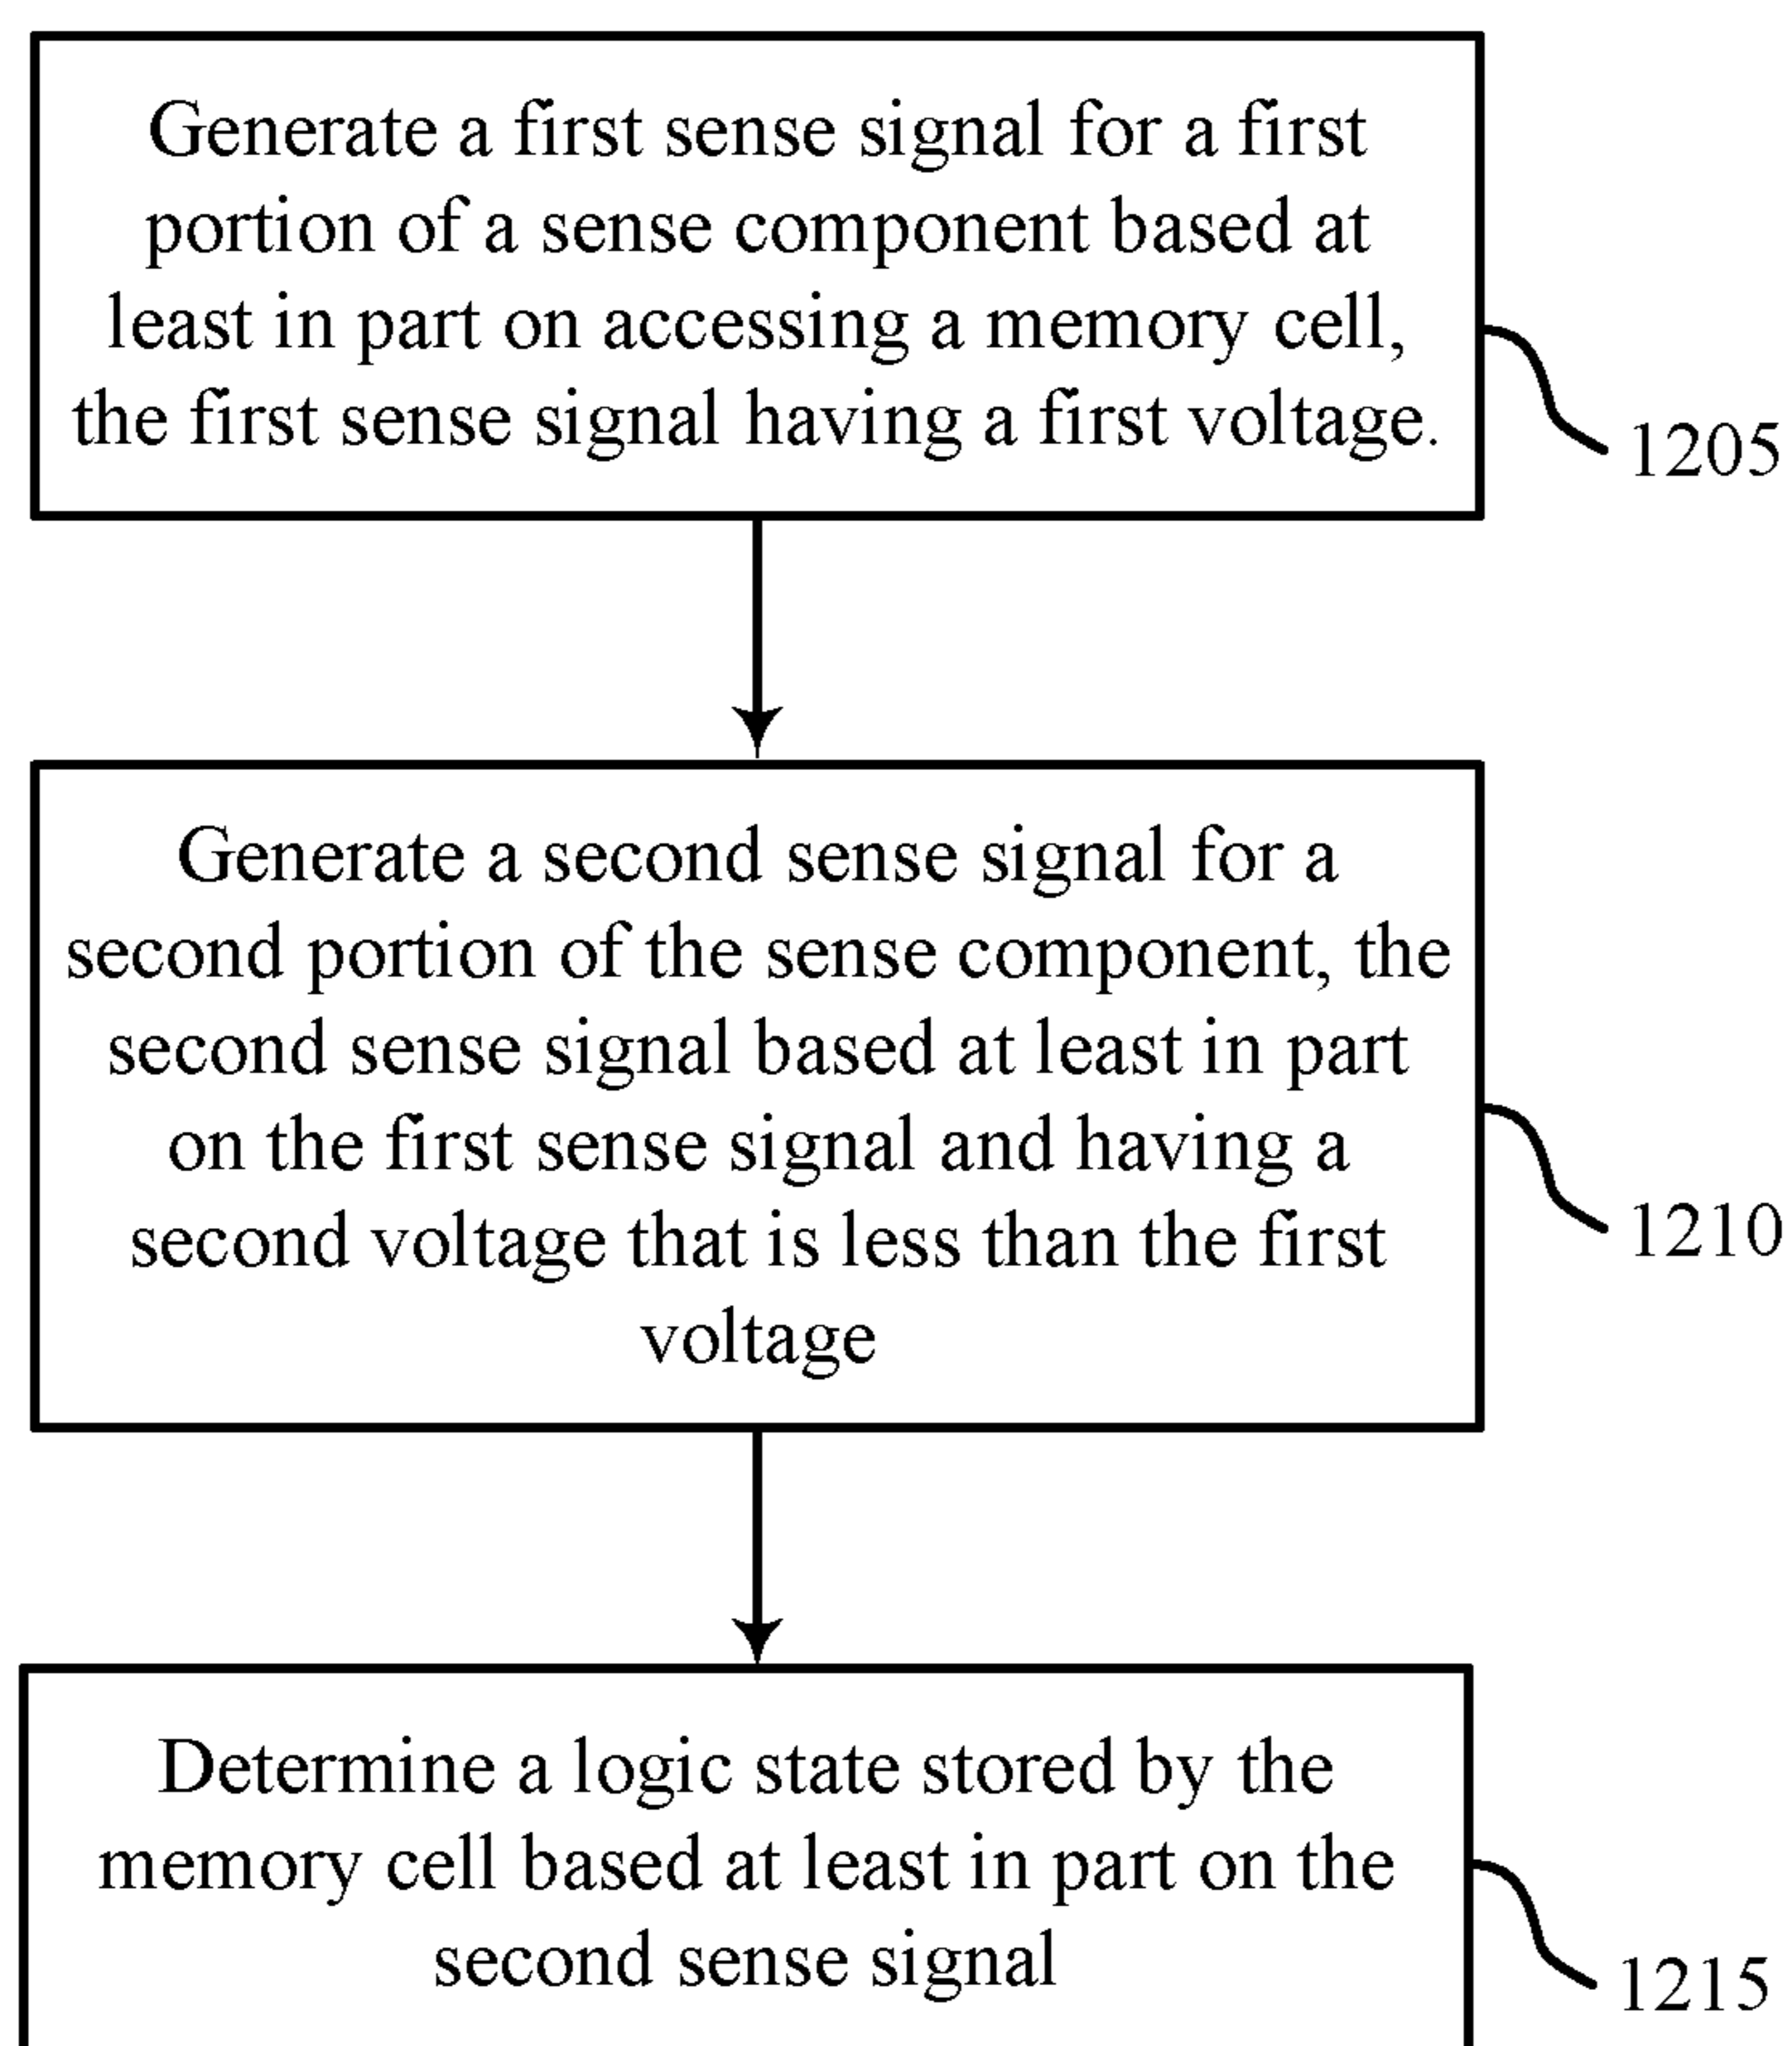 Generate a first sense signal for a first
portion of a sense component based at
least in part on accessing a memory cell,
the first sense signal having a first voltage.
1205
Generate a second sense signal for a
second portion of the sense component, the
second sense signal based at least in part
on the first sense signal and having a
second voltage that is less than the first
voltage
1210
Determine a logic state stored by the
memory cell based at least in part on the
second sense signal
1215